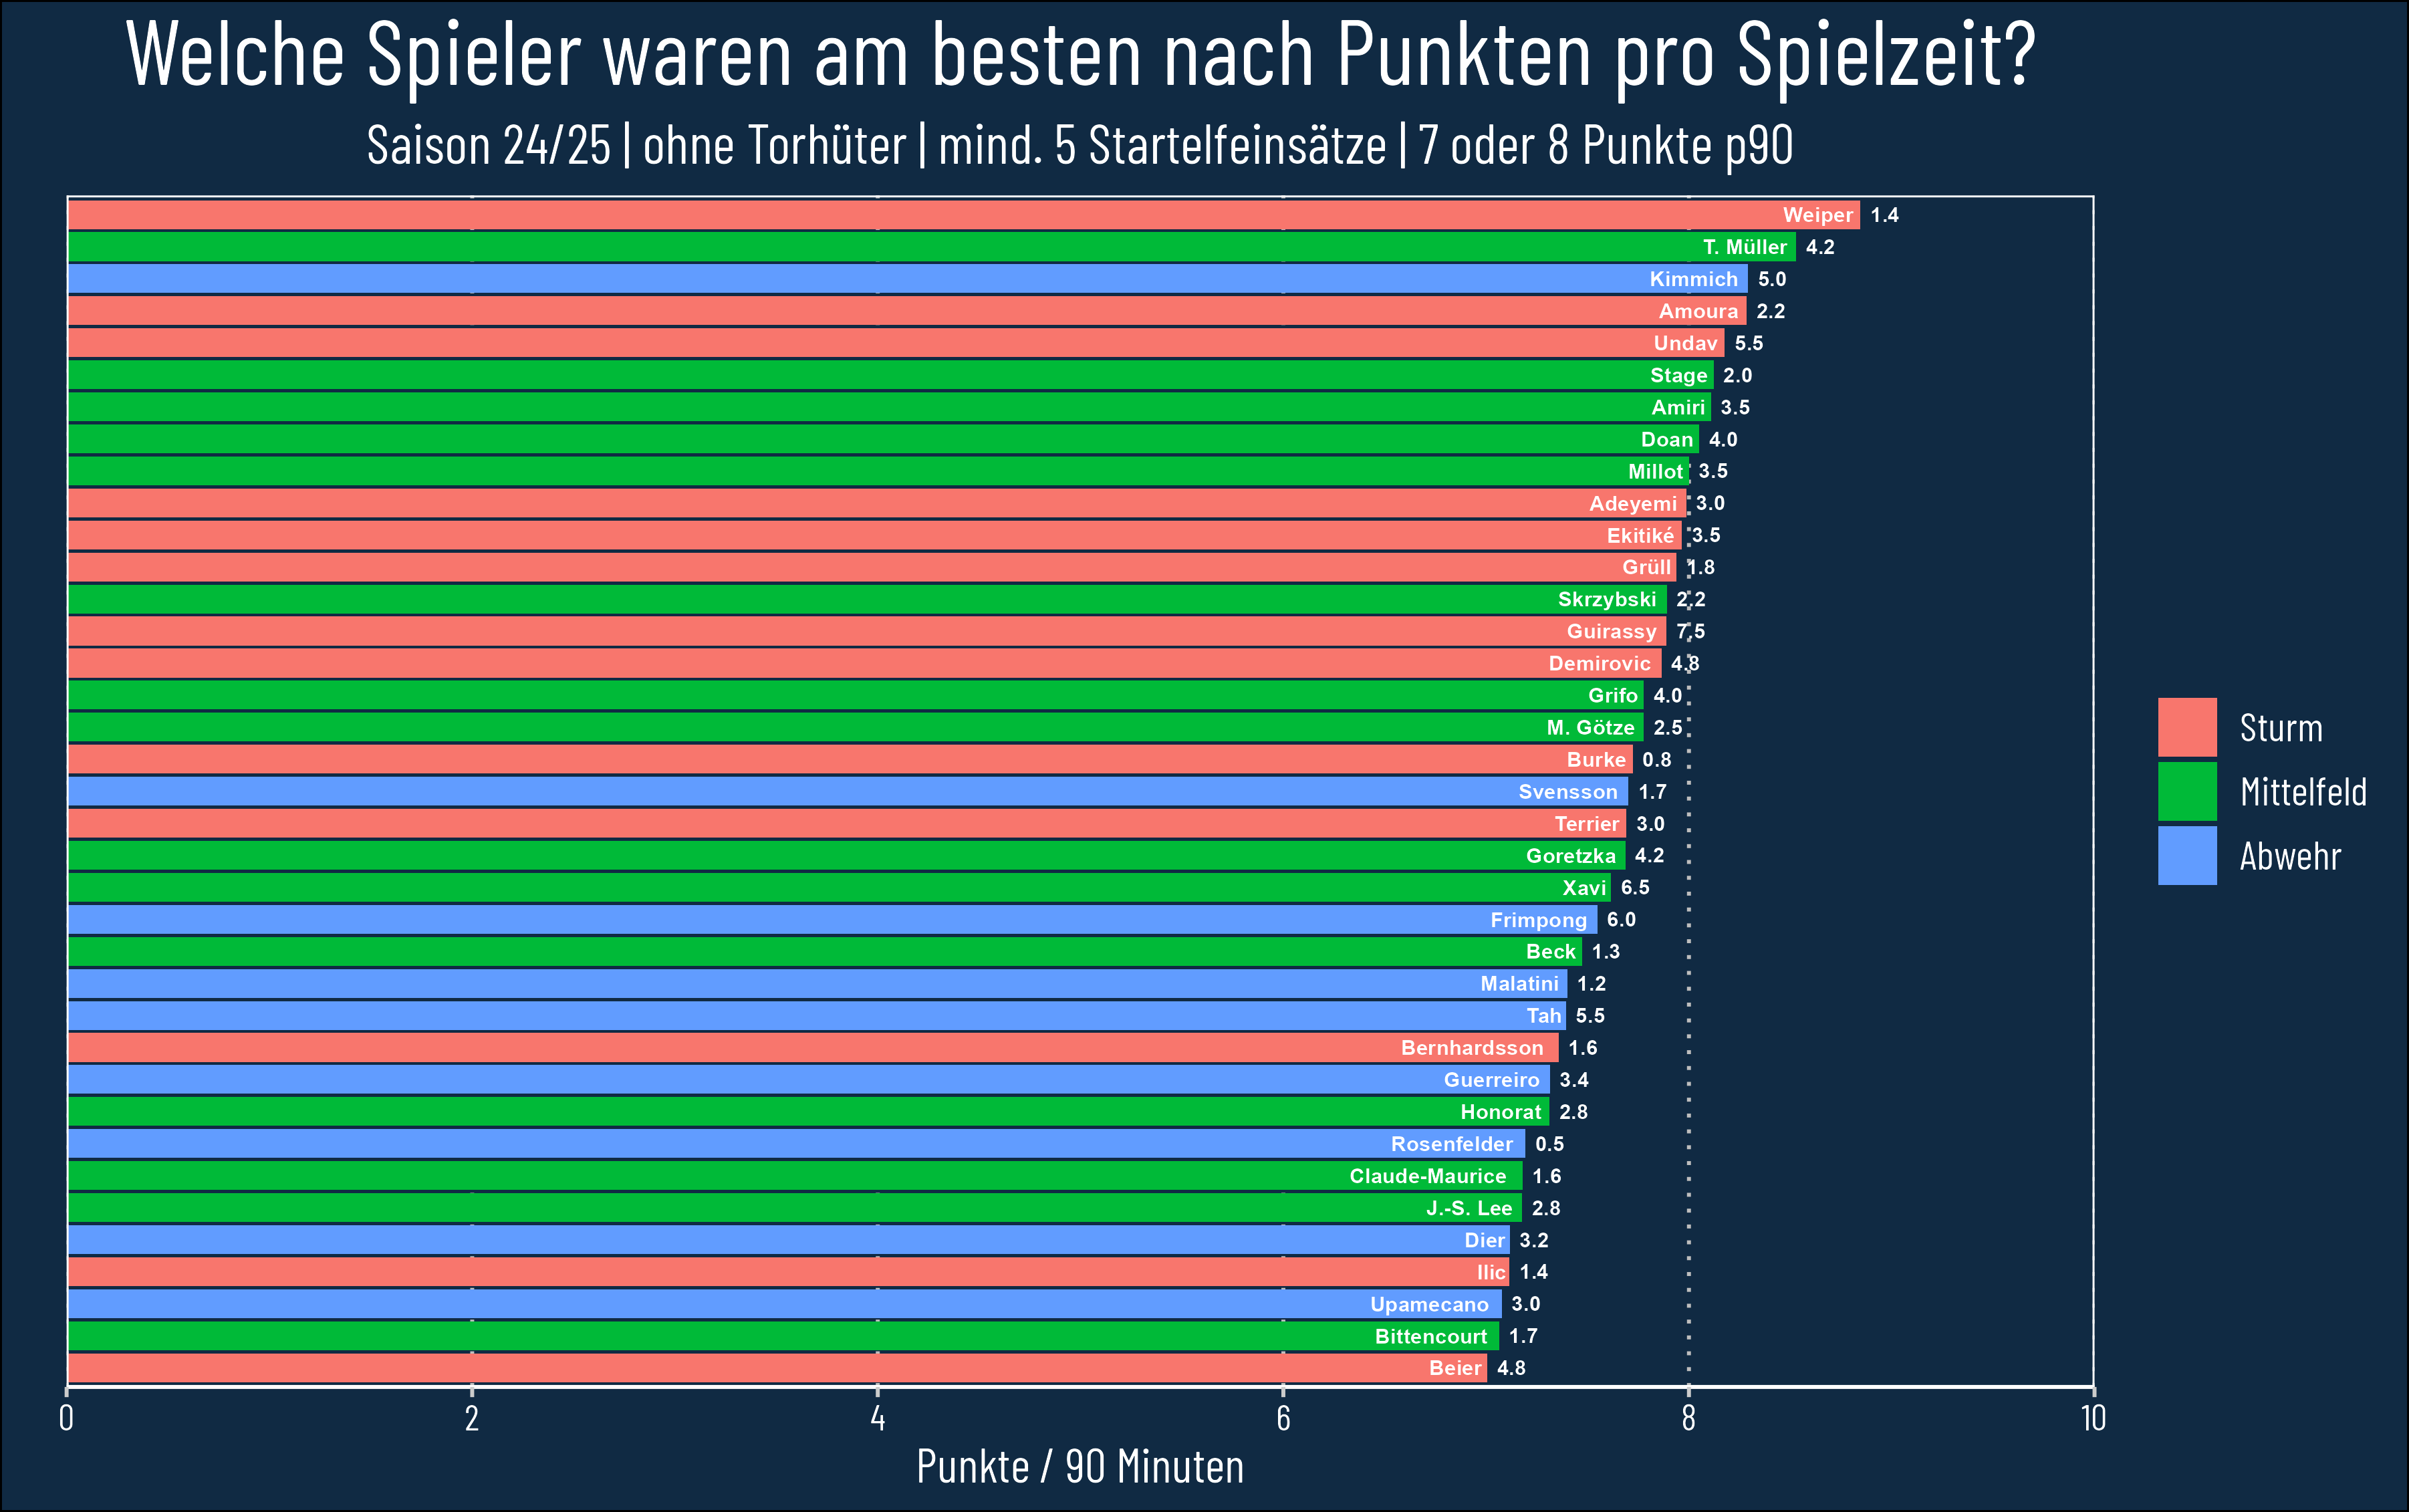 Welche Spieler waren am besten nach Punkten pro Spielzeit?
Saison 24/25 | ohne Torhüter | mind. 5 Startelfeinsätze | 7 oder 8 Punkte p90
Weiper 1.4
T. Müller 4.2
Kimmich 5.0
Amoura 2.2
Undav 5.5
Stage 2.0
Amiri 3.5
Doan 4.0
Millot 3.5
Adeyemi 3.0
Ekitiké 3.5
Grüll 1.8
Skrzybski 2.2
Guirassy 7.5
Demirovic 4.8
Grifo 4.0
M. Götze 2.5
Burke 0.8
Svensson 1.7
Terrier 3.0
Goretzka 4.2
Xavi 6.5
Frimpong 6.0
Beck 1.3
Malatini 1.2
Tah 5.5
Bernhardsson 1.6
Guerreiro 3.4
Honorat 2.8
Rosenfelder 0.5
Claude-Maurice 1.6
J.-S. Lee 2.8
Dier 3.2
Ilic 1.4
Upamecano 3.0
Bittencourt 1.7
Beier 4.8
0 2 4 6 8 10
Punkte / 90 Minuten
Sturm
Mittelfeld
Abwehr